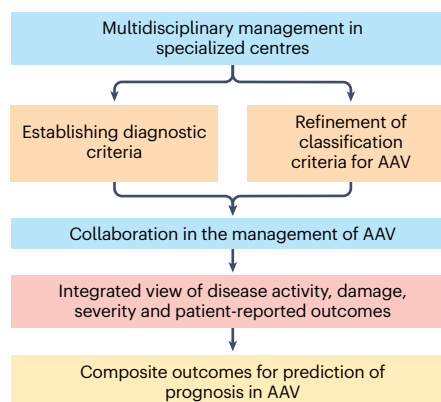 Multidisciplinary management in
specialized centres
Establishing diagnostic
criteria
Refinement of
classification
criteria for AAV
Collaboration in the management of AAV
Integrated view of disease activity, damage,
severity and patient-reported outcomes
Composite outcomes for prediction of
prognosis in AAV